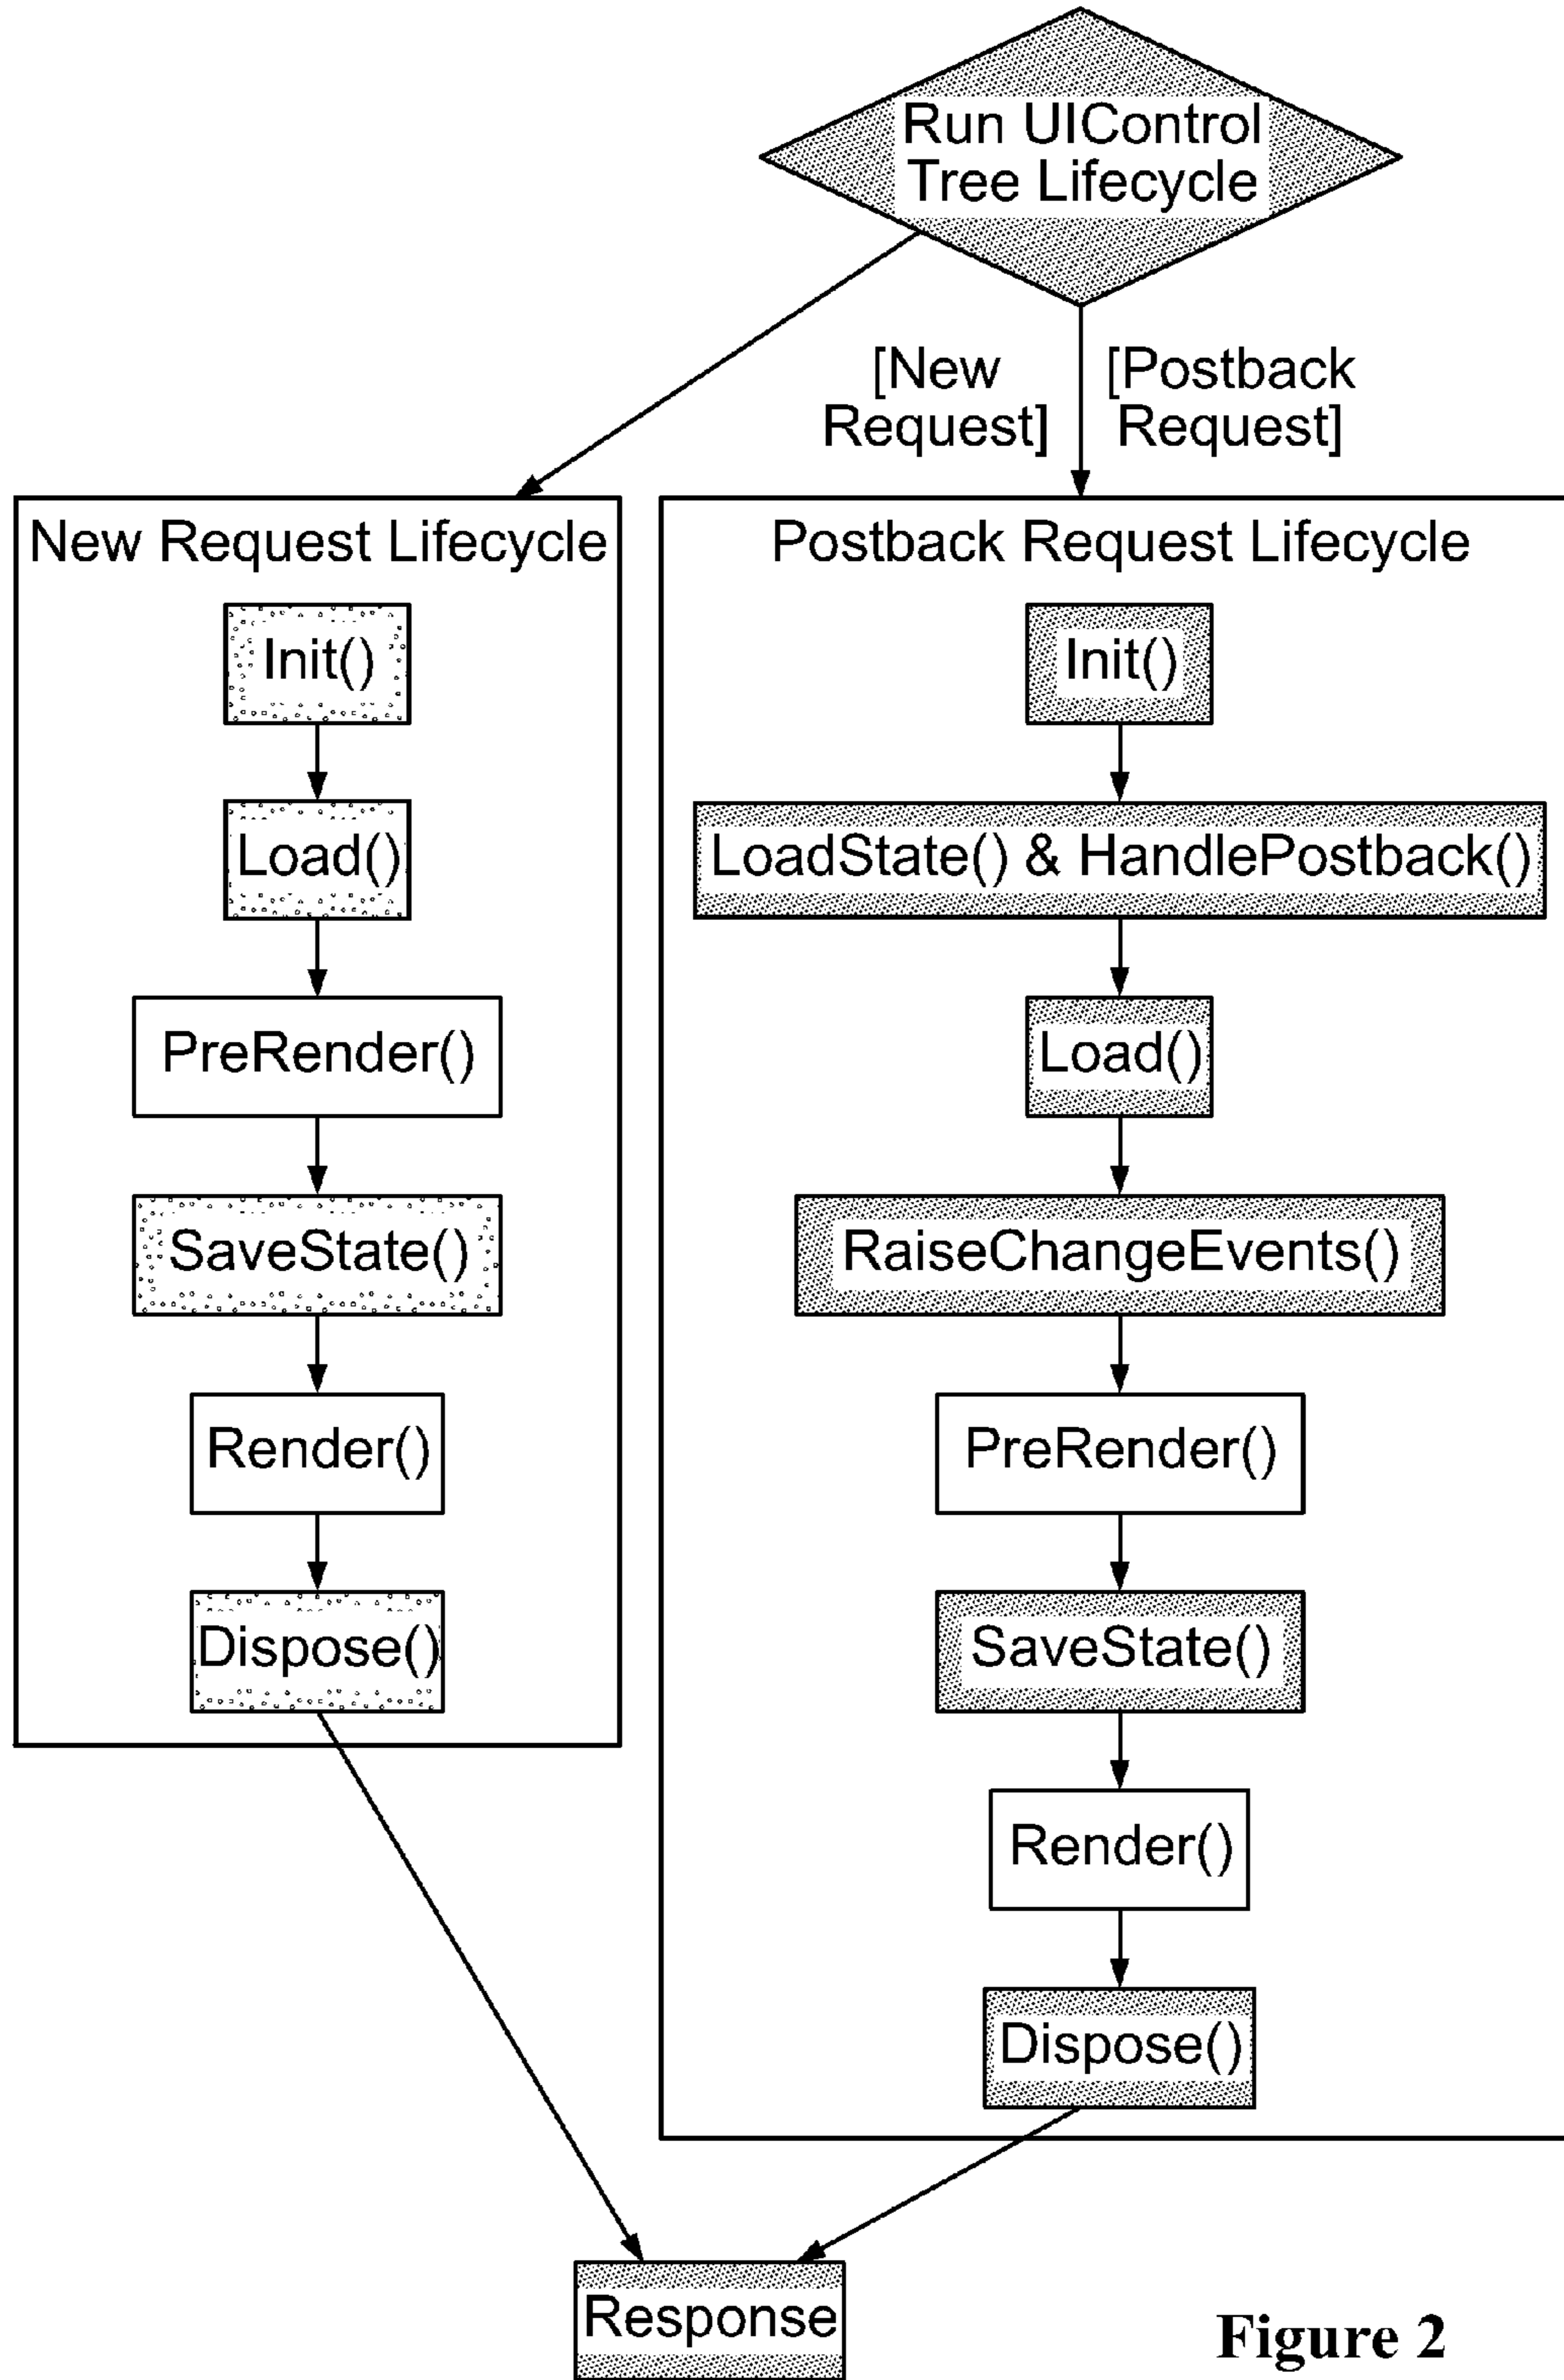 Run UIControl
Tree Lifecycle
[New
Request]
[Postback
Request]
New Request Lifecycle
Init()
Load()
PreRender()
SaveState()
Render()
Dispose()
Postback Request Lifecycle
Init()
LoadState() & HandlePostback()
Load()
RaiseChangeEvents()
PreRender()
SaveState()
Render()
Dispose()
Response
Figure 2